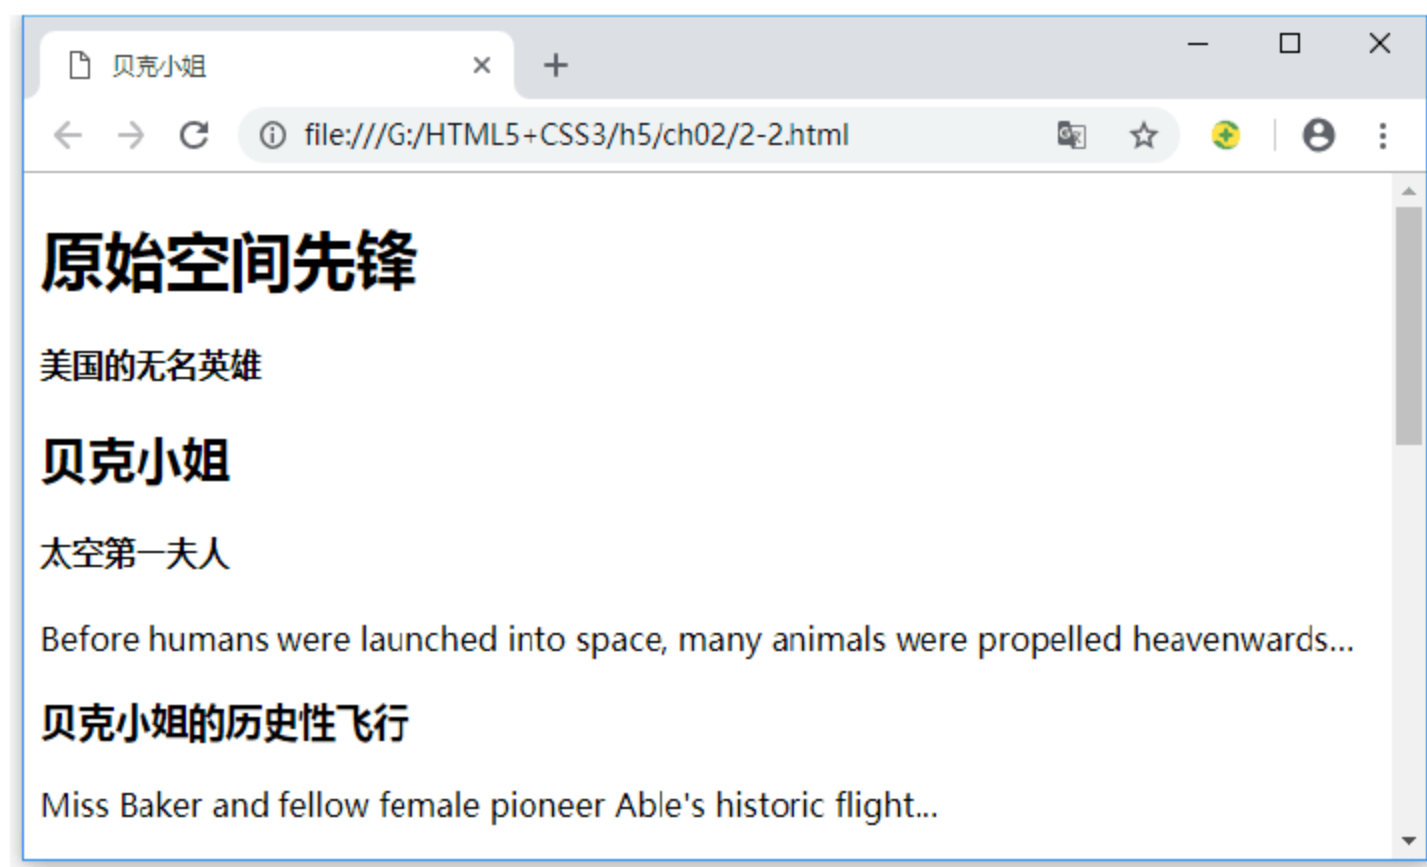 贝克小姐
file:///G:/HTML5+CSS3/h5/ch02/2-2.html
原始空间先锋
美国的无名英雄
贝克小姐
太空第一夫人
Before humans were launched into space, many animals were propelled heavenwards...
贝克小姐的历史性飞行
Miss Baker and fellow female pioneer Able's historic flight...